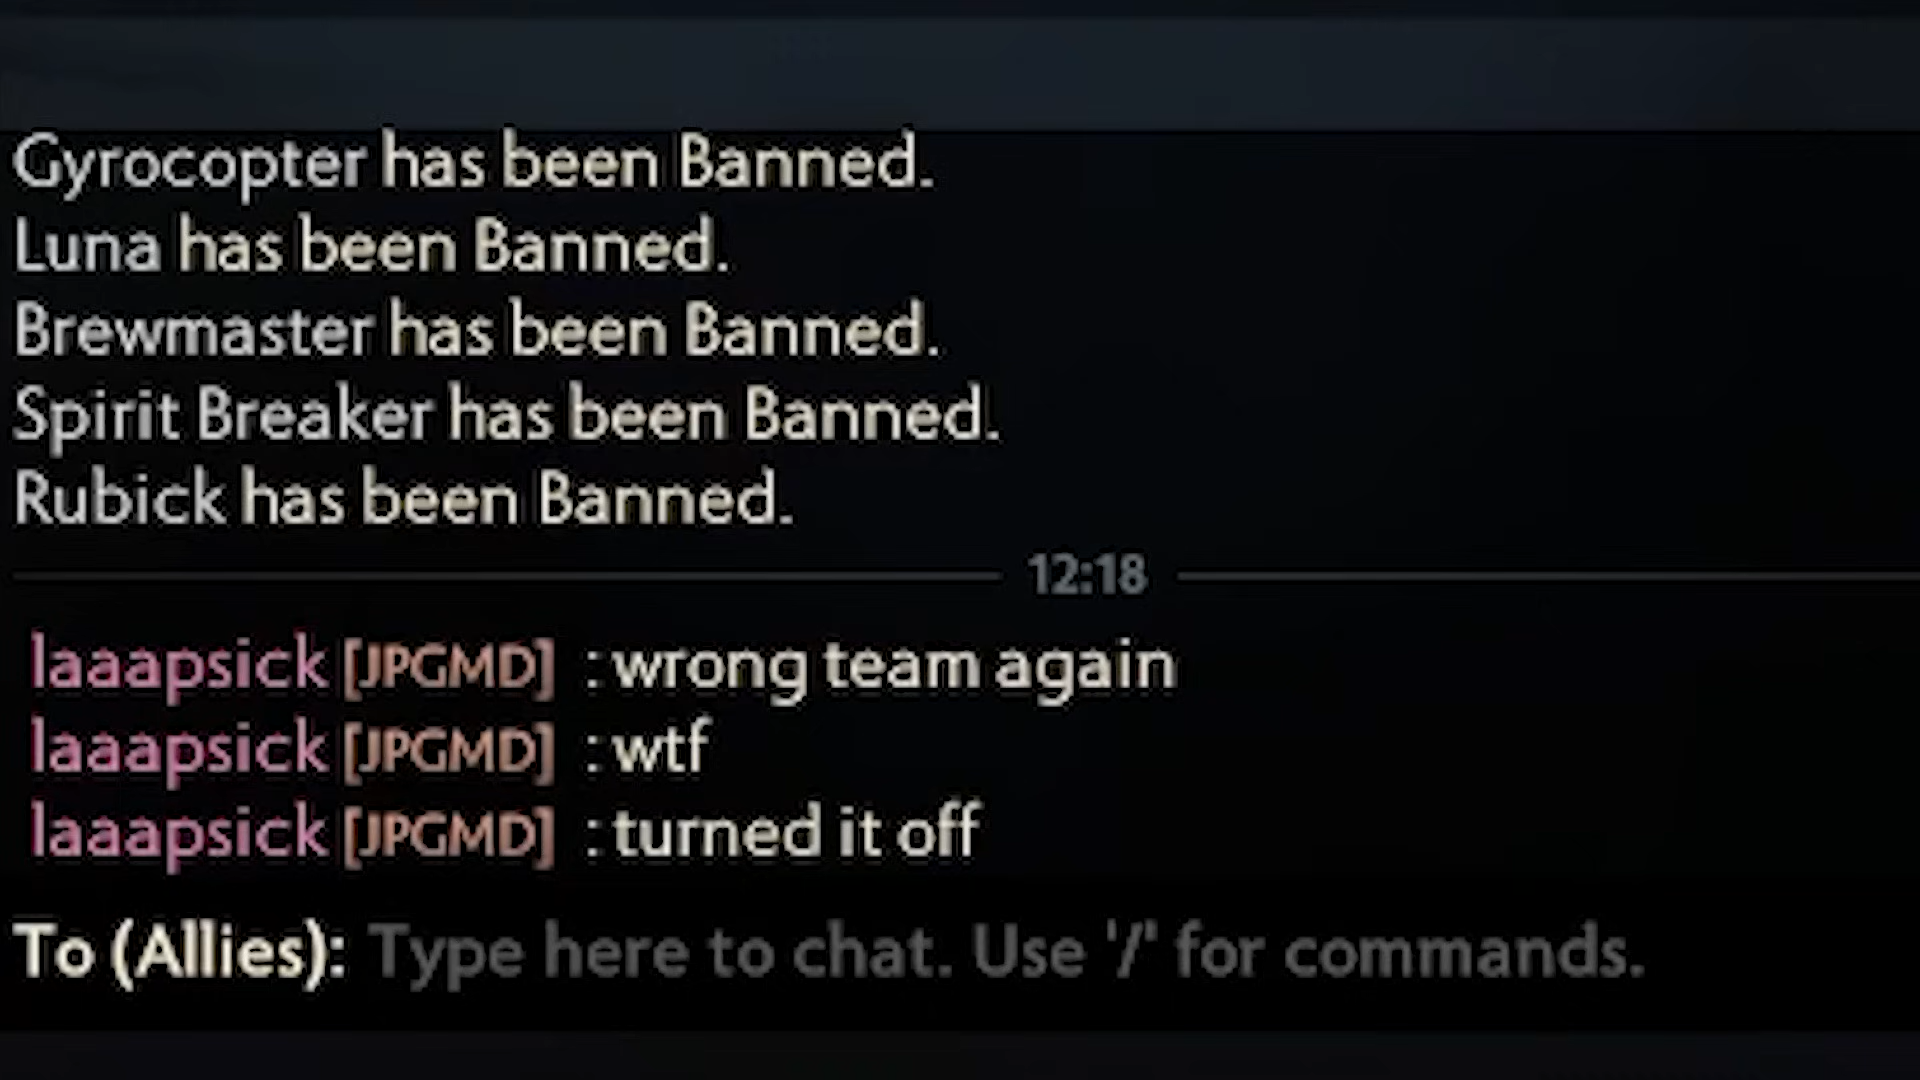 Gyrocopter has been Banned.
Luna has been Banned.
Brewmaster has been Banned.
Spirit Breaker has been Banned.
Rubick has been Banned.
12:18
laaapsick [JPGMD] : wrong team again
laaapsick [JPGMD] : wtf
laaapsick [JPGMD] : turned it off
To (Allies): Type here to chat. Use '/' for commands.